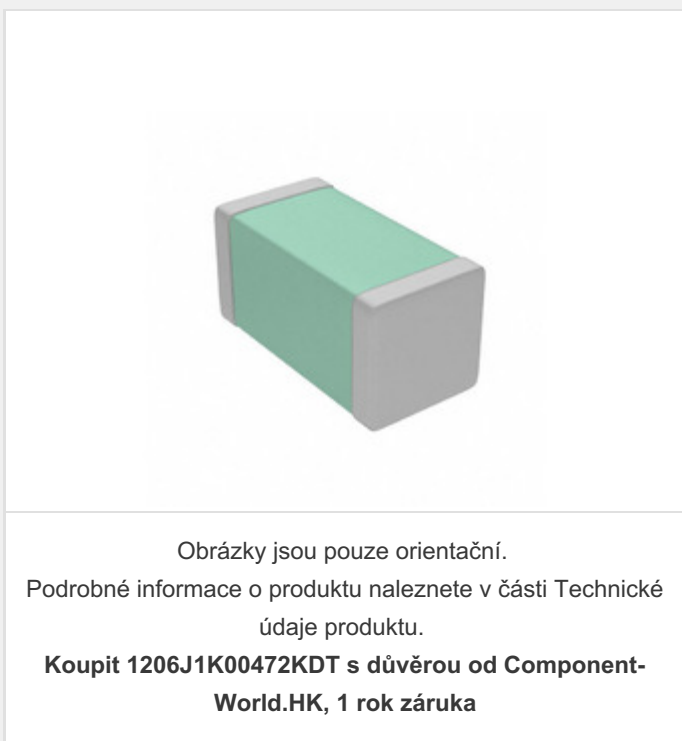 Obrázky jsou pouze orientační.
Podrobné informace o produktu naleznete v části Technické
údaje produktu.
Koupit 1206J1K00472KDT s důvěrou od Component-
World.HK, 1 rok záruka